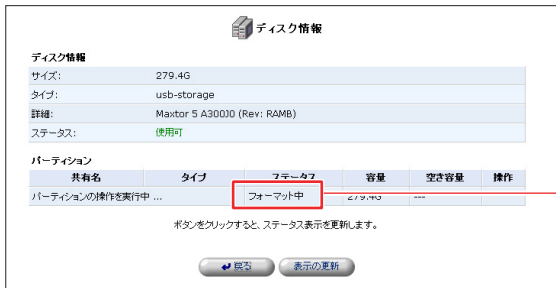 ディスク情報
ディスク情報
サイズ: 279.4G
タイプ: usb-storage
詳細: Maxtor 5 A300J0 (Rev: RAMB)
ステータス: 使用可
パーティション
共有名 タイプ ステータス 容量 空き容量 操作
パーティションの操作を実行中 ... フォーマット中 279.4G ---
ボタンをクリックすると、ステータス表示を更新します。
戻る 表示の更新